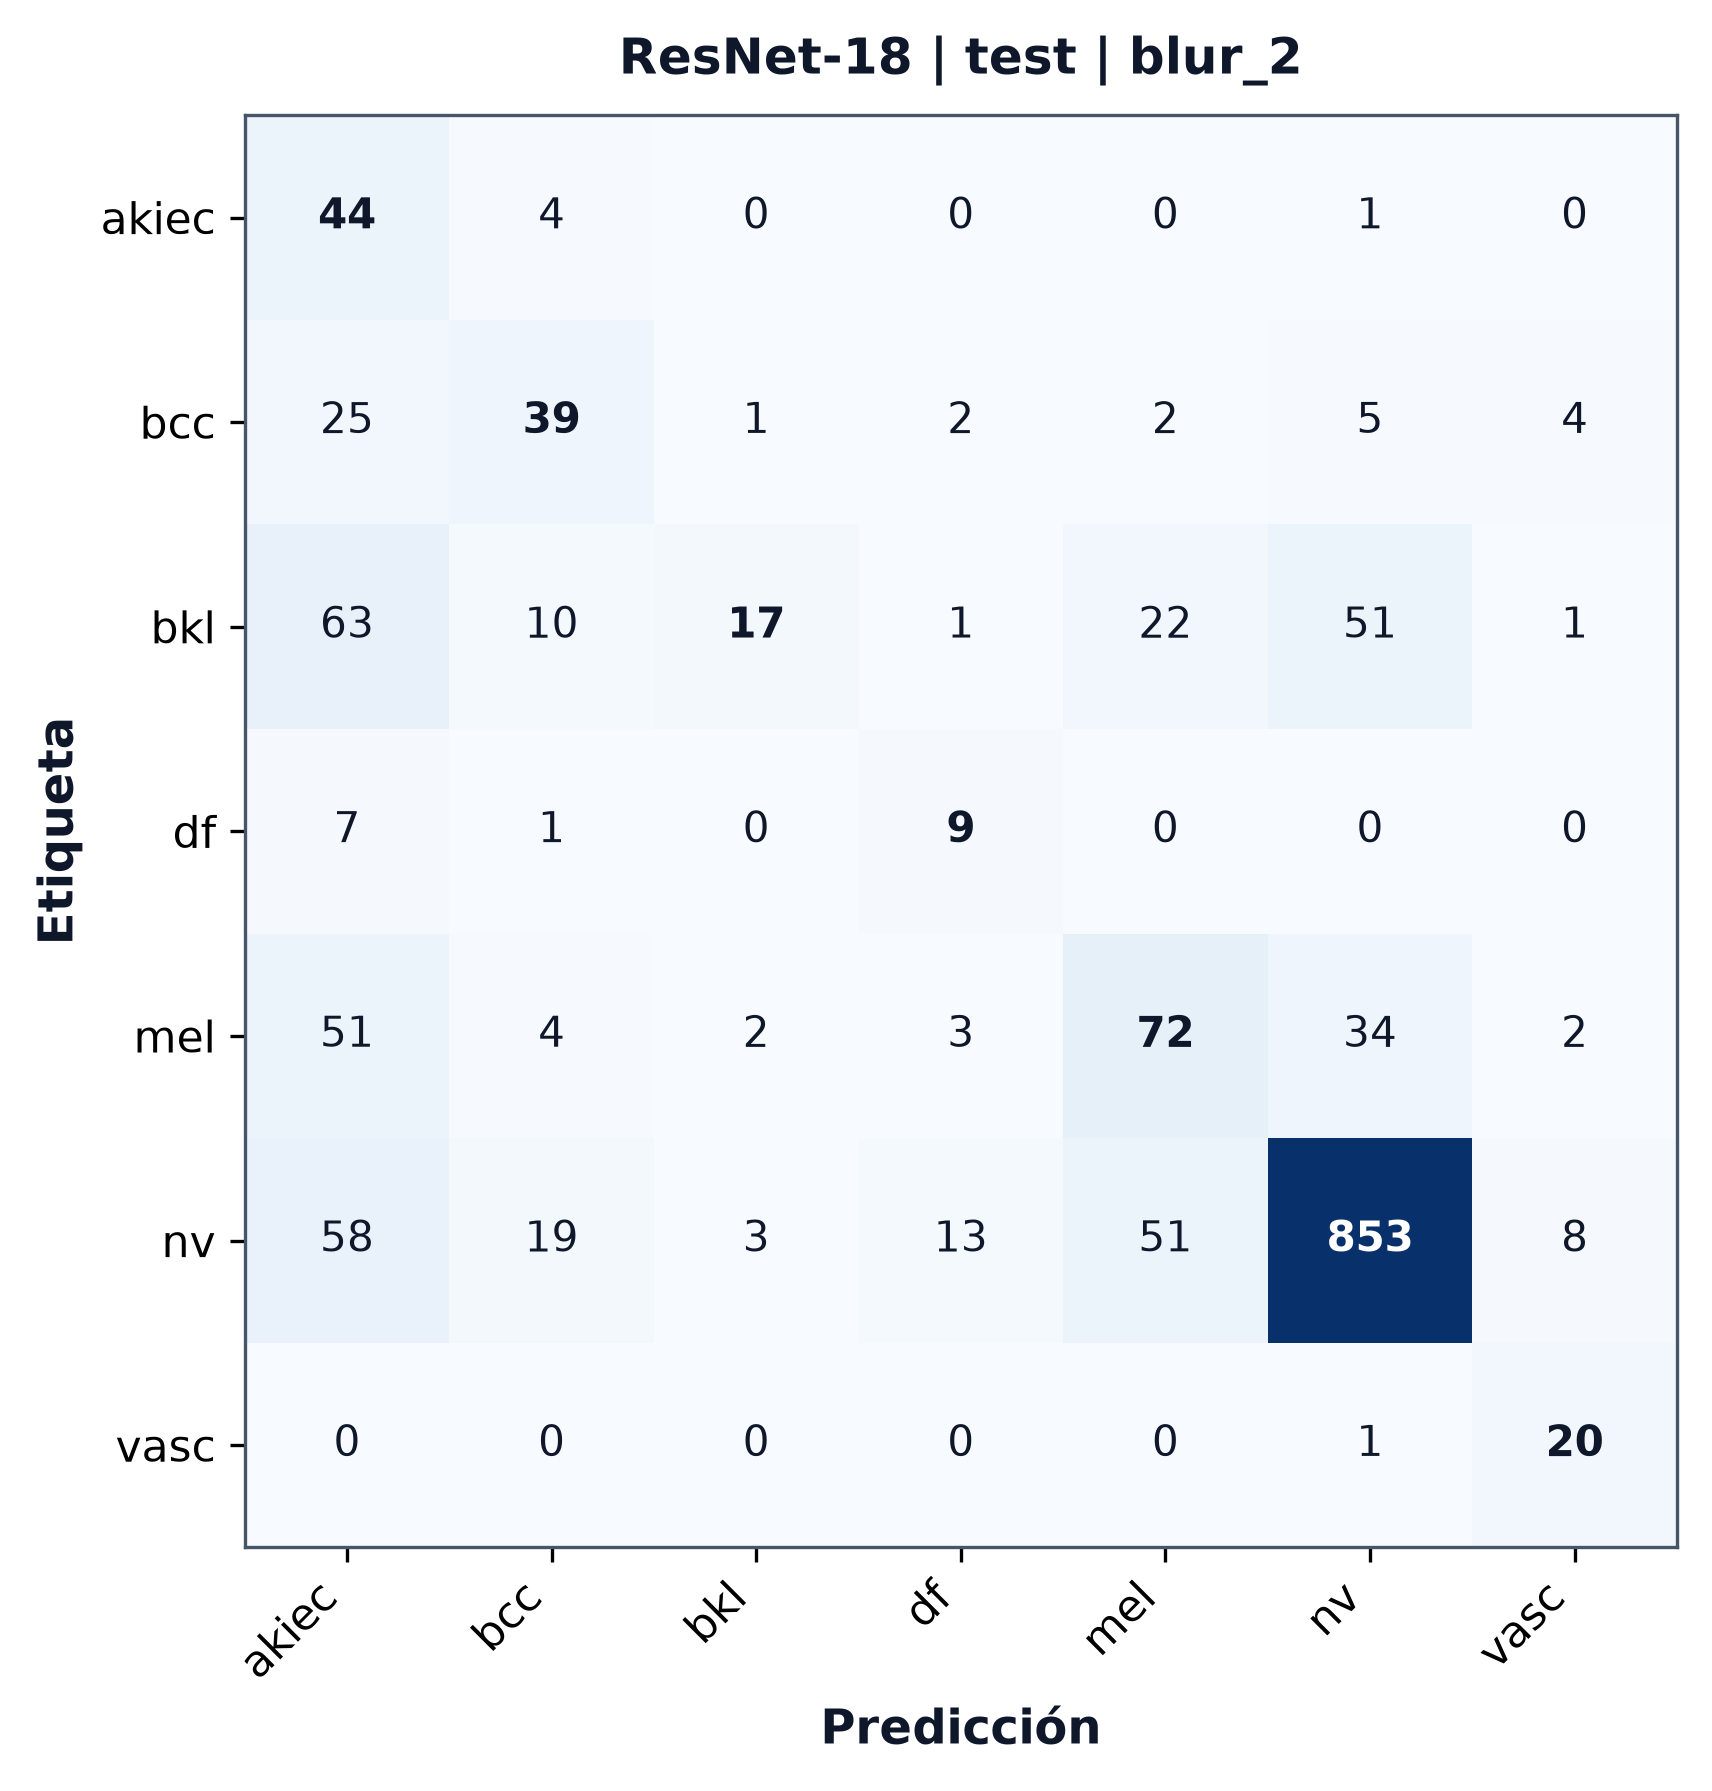 ResNet-18 | test | blur_2
akiec 44 4 0 0 0 1 0
bcc 25 39 1 2 2 5 4
bkl 63 10 17 1 22 51 1
df 7 1 0 9 0 0 0
mel 51 4 2 3 72 34 2
nv 58 19 3 13 51 853 8
vasc 0 0 0 0 0 1 20
Etiqueta
akiec bcc bkl df mel nv vasc
Predicción